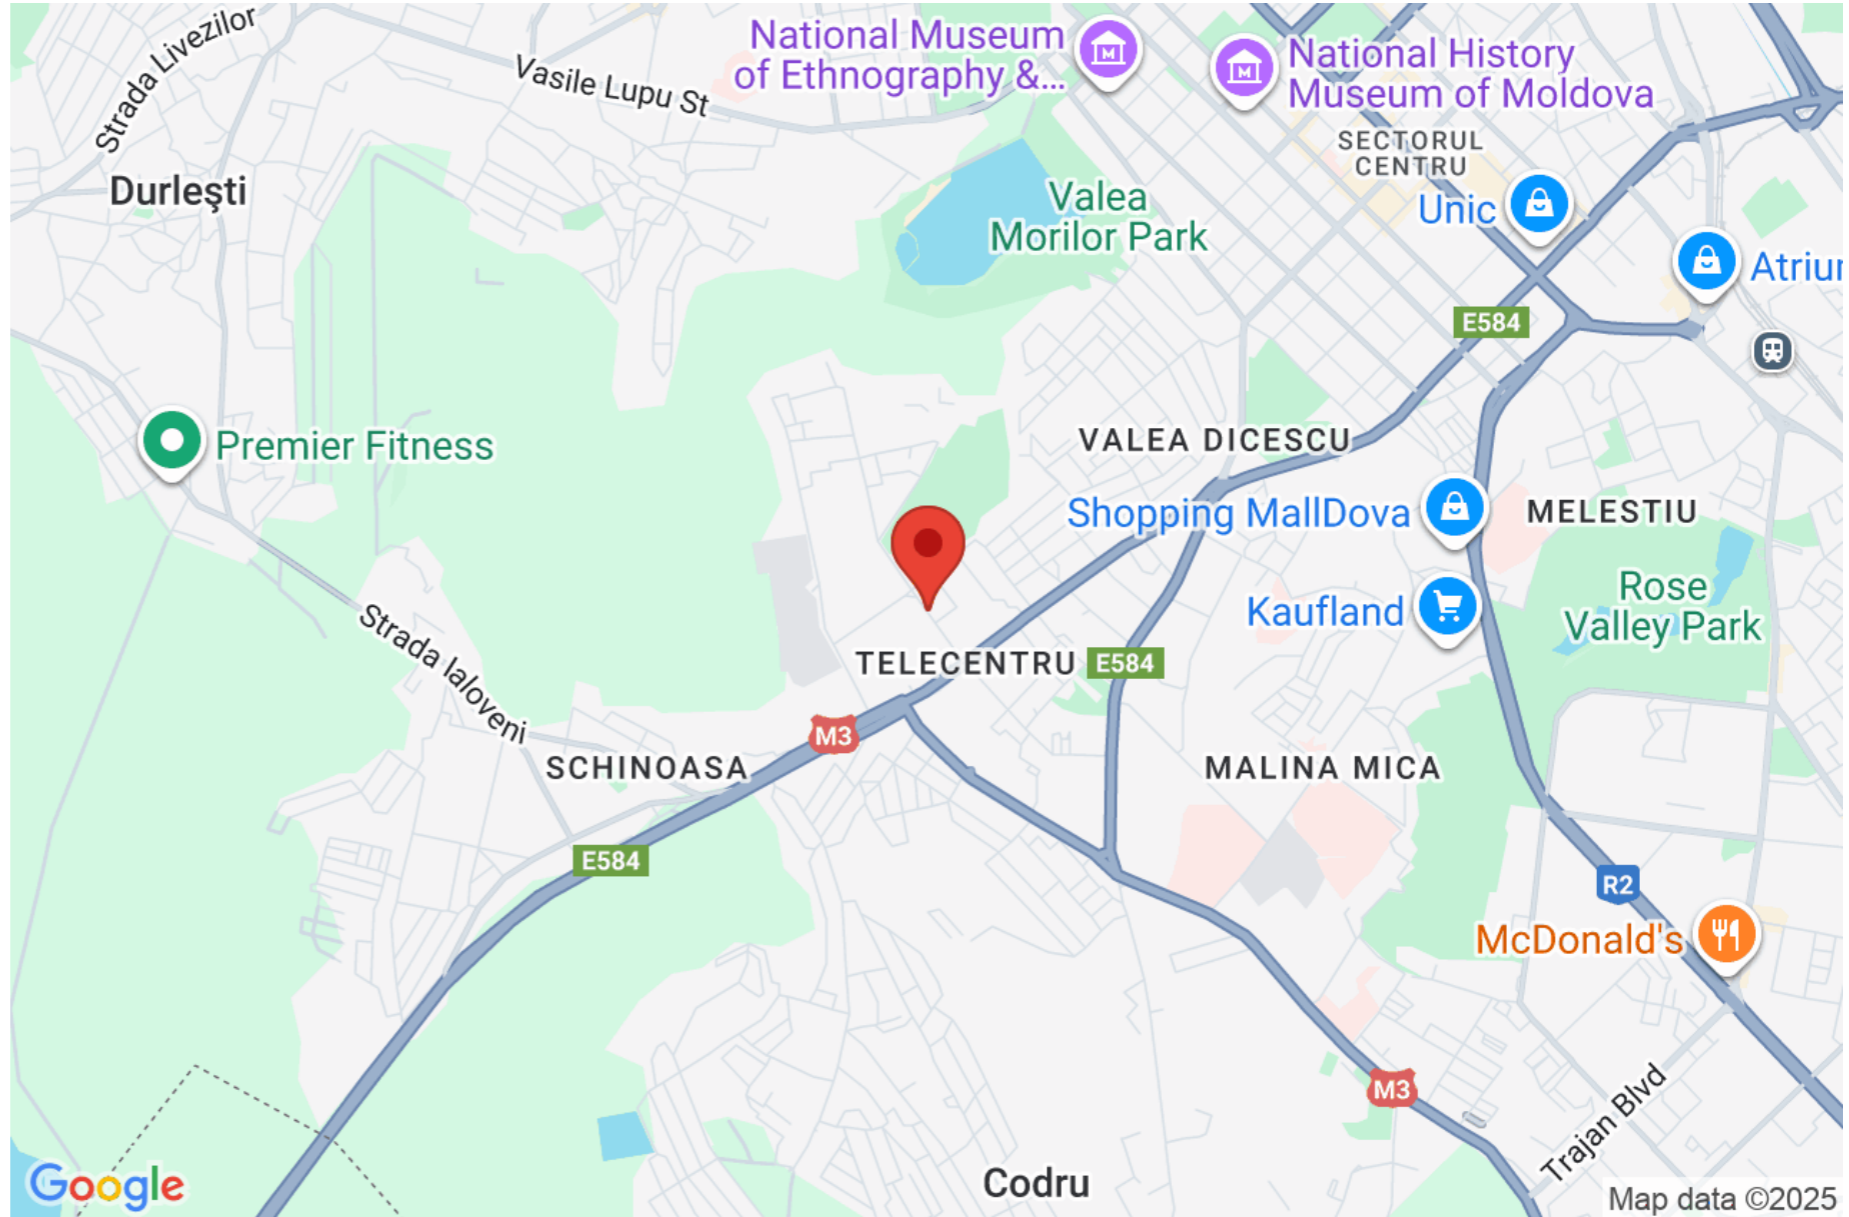 Strada Livezilor
Vasile Lupu St
National Museum
of Ethnography &...
National History
Museum of Moldova
SECTORUL
CENTRU
Durleşti
Valea
Morilor Park
Unic
Atriur
E584
Premier Fitness
VALEA DICESCU
Shopping MallDova
MELESTIU
Rose
Valley Park
Kaufland
Strada Ialoveni
TELECENTRU
E584
M3
SCHINOASA
MALINA MICA
E584
R2
McDonald's
M3
Trajan Blvd
Codru
Google
Map data ©2025